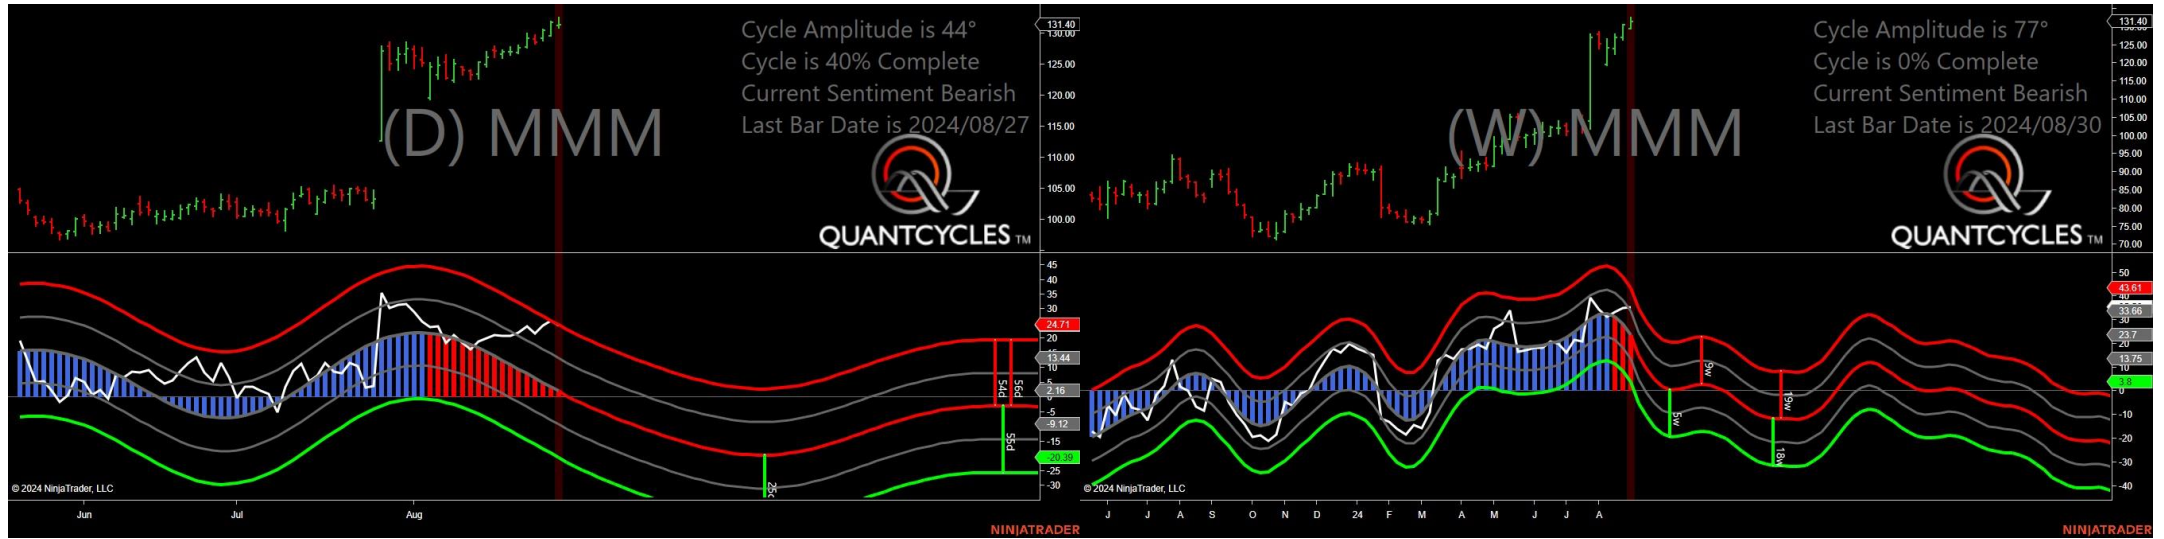 Cycle Amplitude is 44°
Cycle is 40% Complete
Current Sentiment Bearish
Last Bar Date is 2024/08/27
(D) MMM
QUANTCYCLES TM
131.40
130.00
120.00
115.00
110.00
105.00
100.00
45
40
35
30
24.71
20
13.44
10
5
2.16
0
-5
-9.12
-15
-20.39
-25
-30
54d
56d
55d
© 2024 NinjaTrader, LLC
Jun
Jul
Aug
NINJATRADER
Cycle Amplitude is 77°
Cycle is 0% Complete
Current Sentiment Bearish
Last Bar Date is 2024/08/30
(W) MMM
QUANTCYCLES TM
131.40
125.00
120.00
115.00
110.00
105.00
100.00
95.00
90.00
85.00
80.00
75.00
70.00
50
43.61
40
33.66
30
23.7
20
13.75
10
3.8
0
-10
-20
-30
-40
9w
5w
19w
18w
© 2024 NinjaTrader, LLC
J
J
A
S
O
N
D
24
F
M
A
M
J
J
A
NINJATRADER